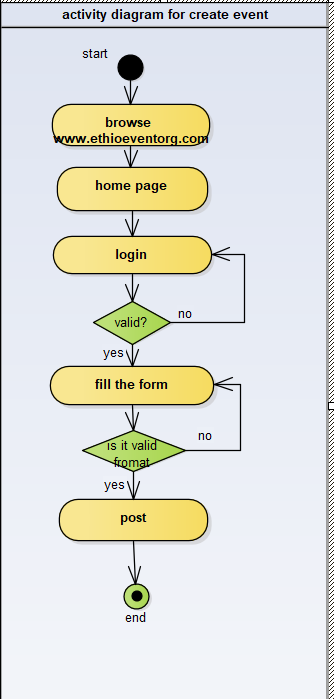 activity diagram for create event
start
browse
www.ethioeventorg.com
home page
login
valid?
no
yes
fill the form
is it valid
fromat
no
yes
post
end